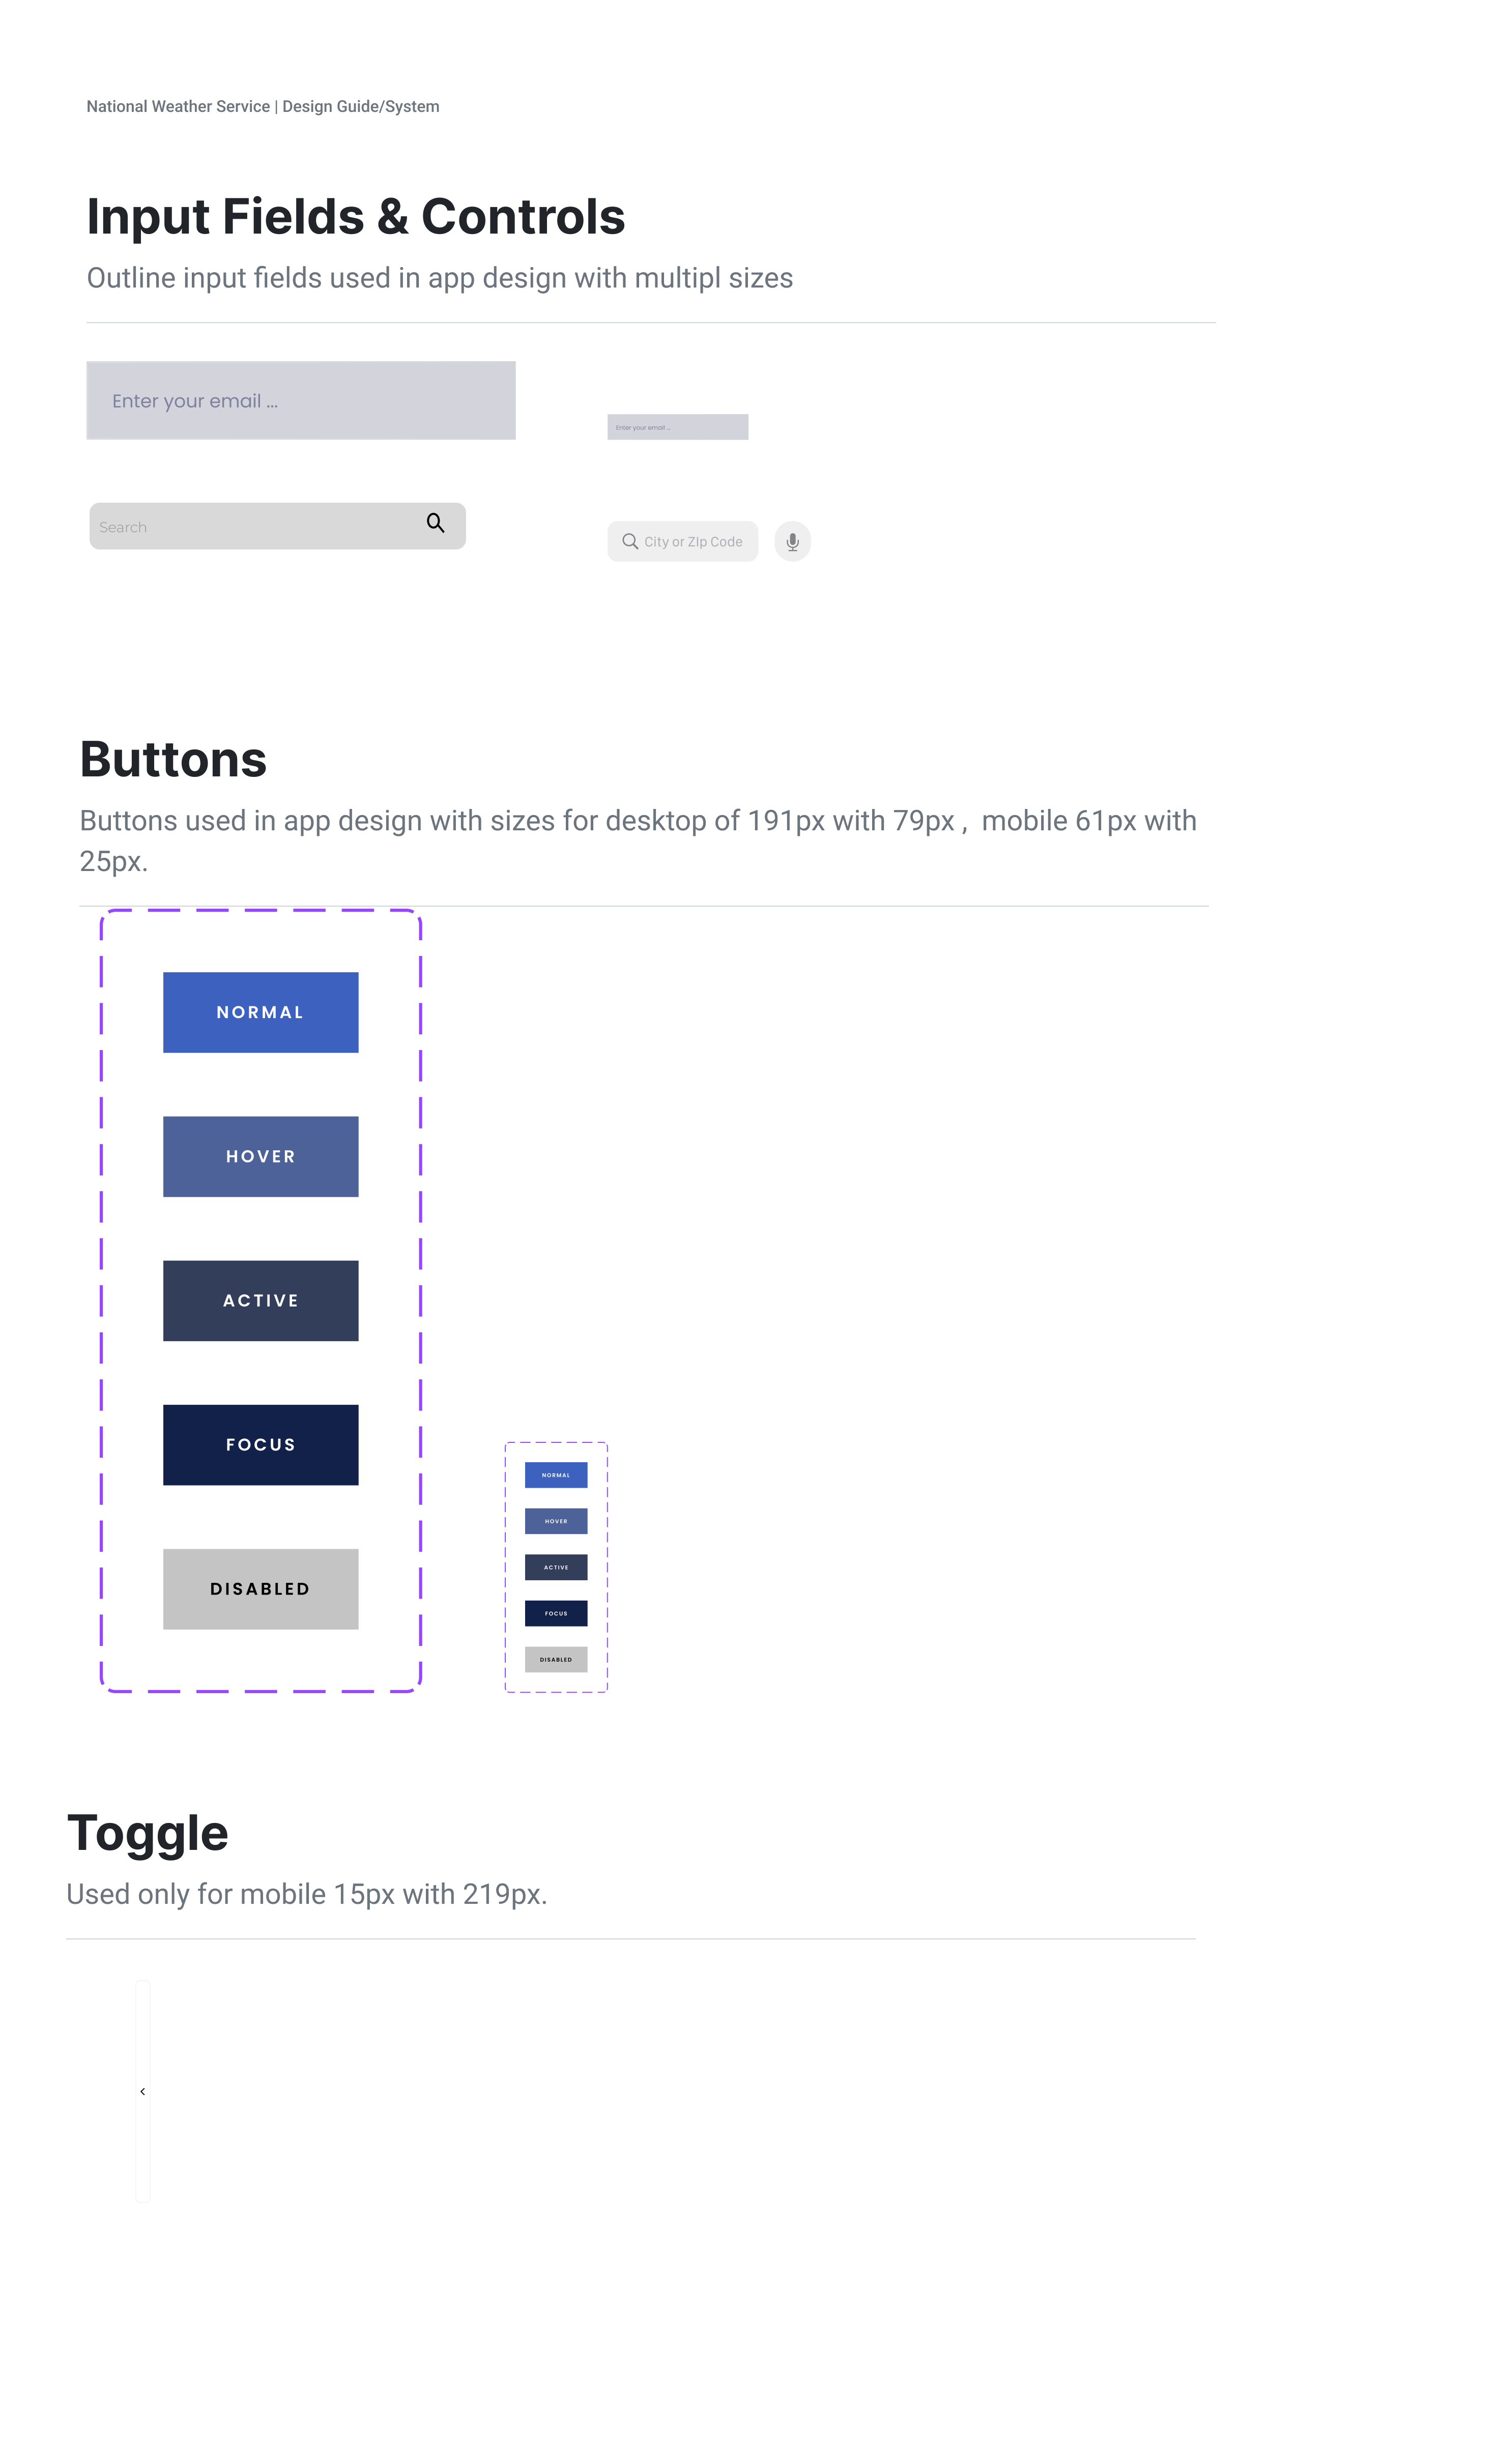 National Weather Service | Design Guide/System
Input Fields & Controls
Outline input fields used in app design with multipl sizes
Enter your email ...
Enter your email ...
Search
City or ZIp Code
Buttons
Buttons used in app design with sizes for desktop of 191px with 79px ,  mobile 61px with
25px.
NORMAL
HOVER
ACTIVE
FOCUS
DISABLED
NORMAL
HOVER
ACTIVE
FOCUS
DISABLED
Toggle
Used only for mobile 15px with 219px.